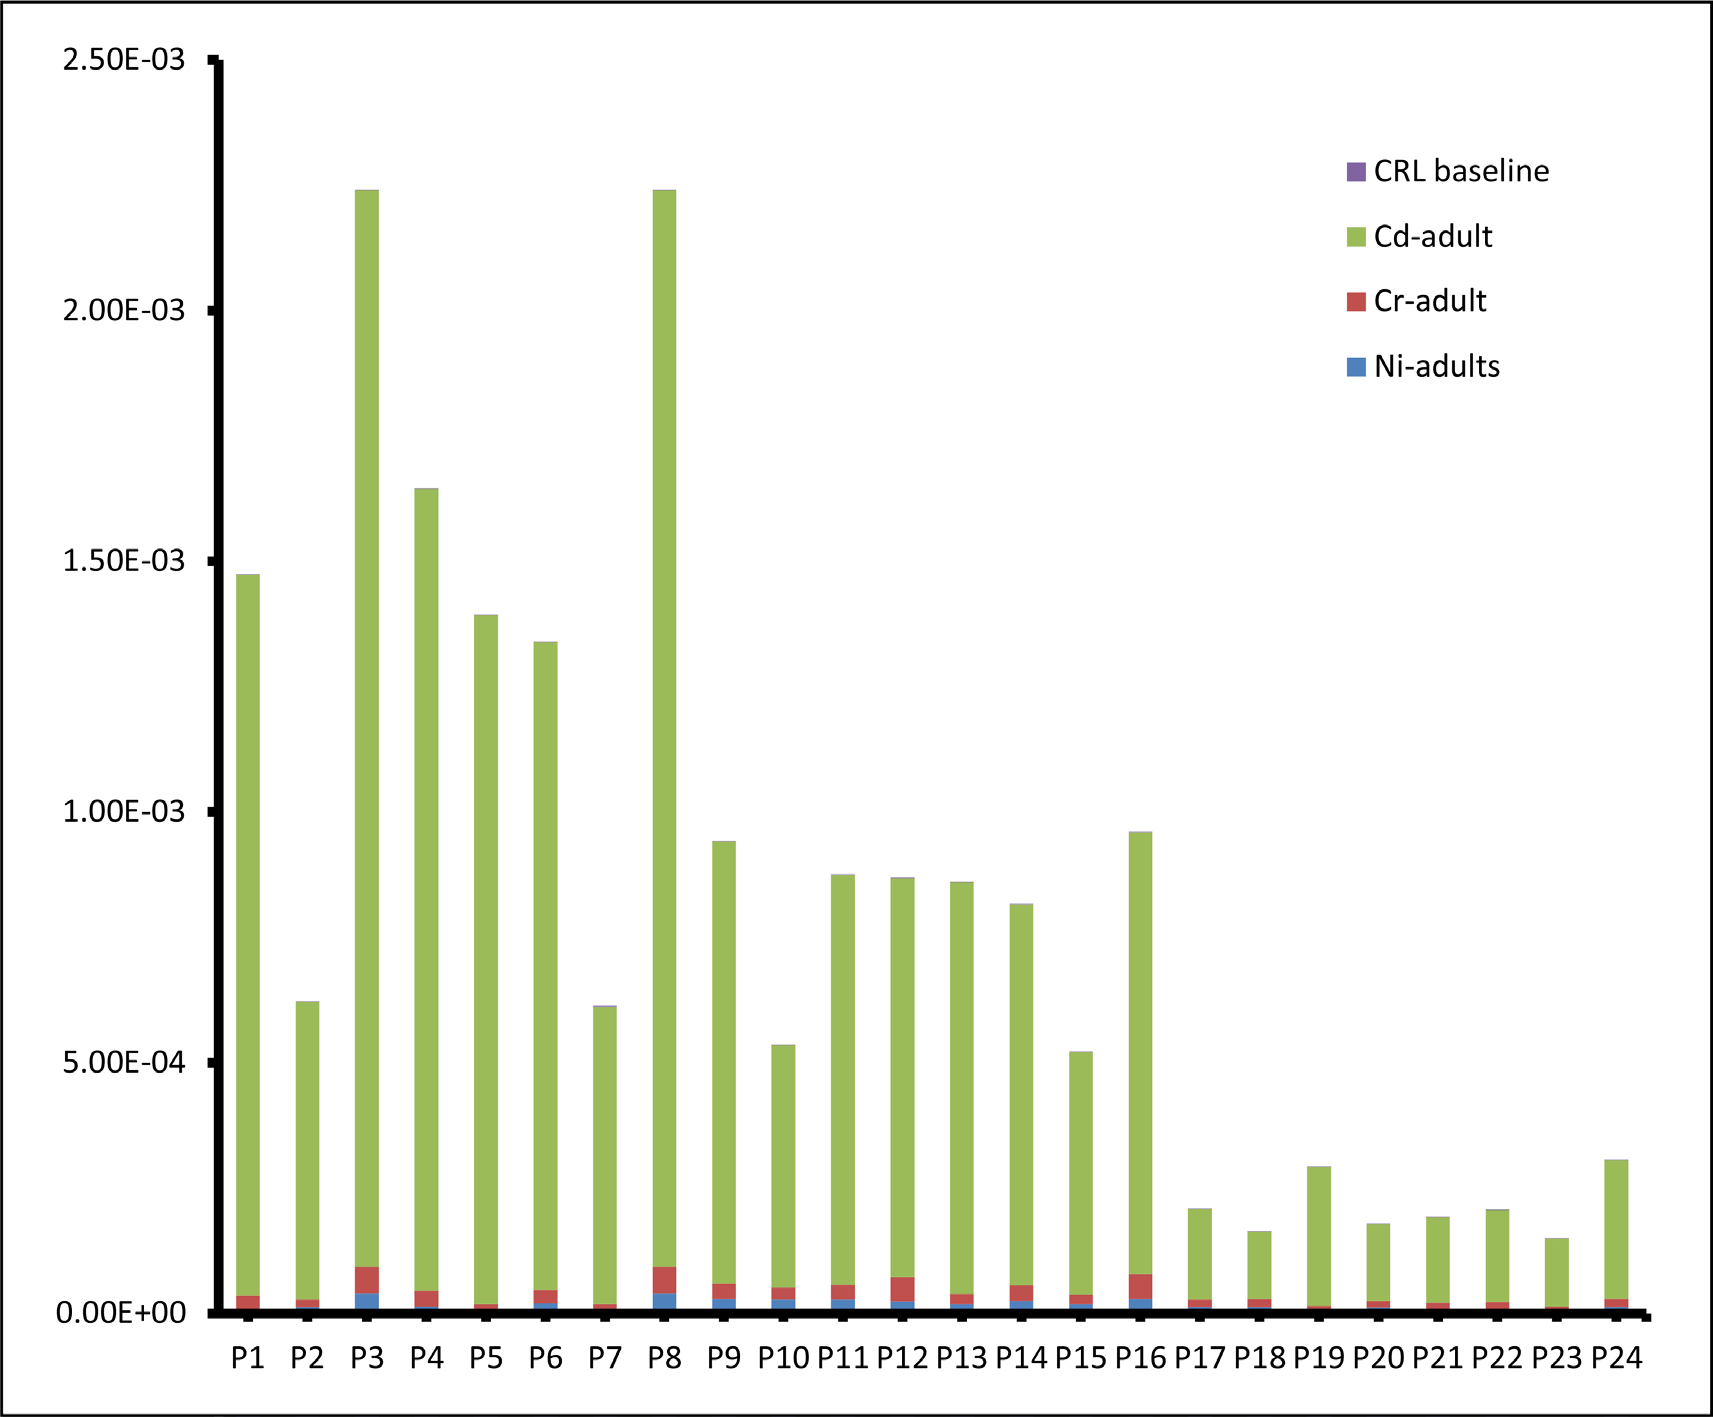 2.50E-03
2.00E-03
1.50E-03
1.00E-03
5.00E-04
0.00E+00
CRL baseline
Cd-adult
Cr-adult
Ni-adults
P1 P2 P3 P4 P5 P6 P7 P8 P9 P10 P11 P12 P13 P14 P15 P16 P17 P18 P19 P20 P21 P22 P23 P24